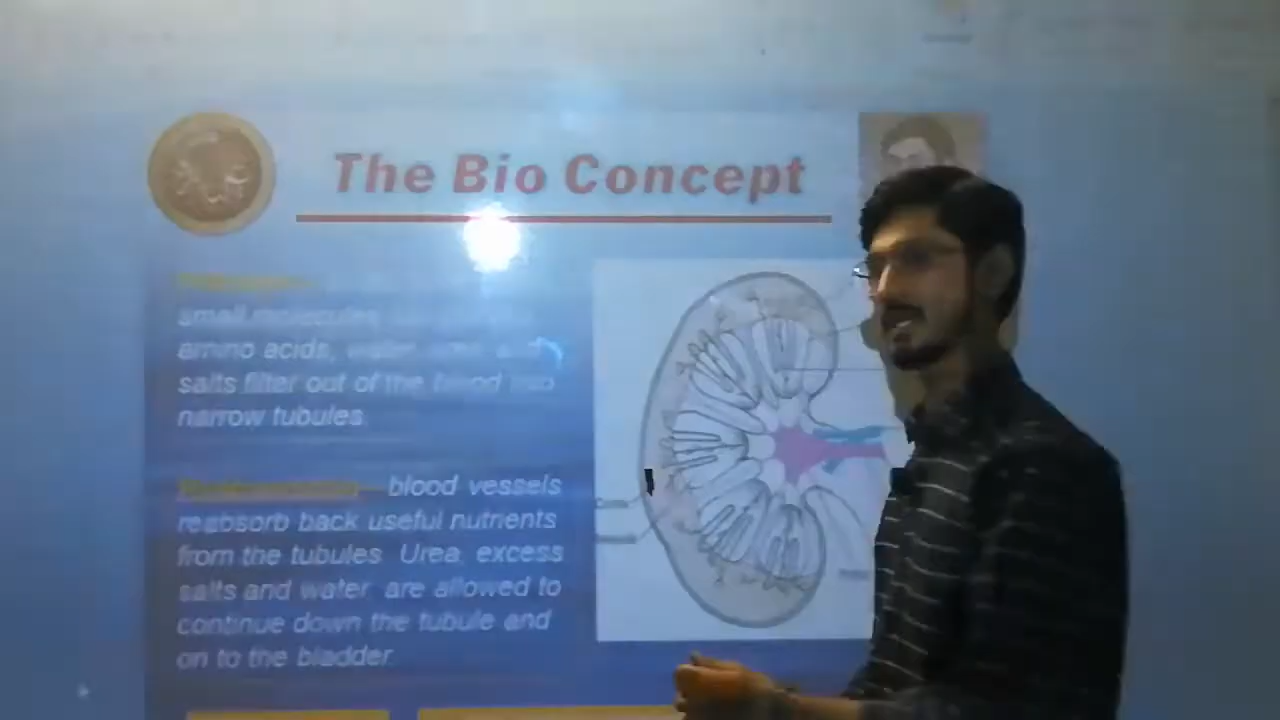 The Bio Concept
small molecules
amino acids, water
salts filter out of the blood
narrow tubules.
blood vessels
reabsorb back useful nutrients
from the tubules. Urea, excess
salts and water are allowed to
continue down the tubule and
on to the bladder.